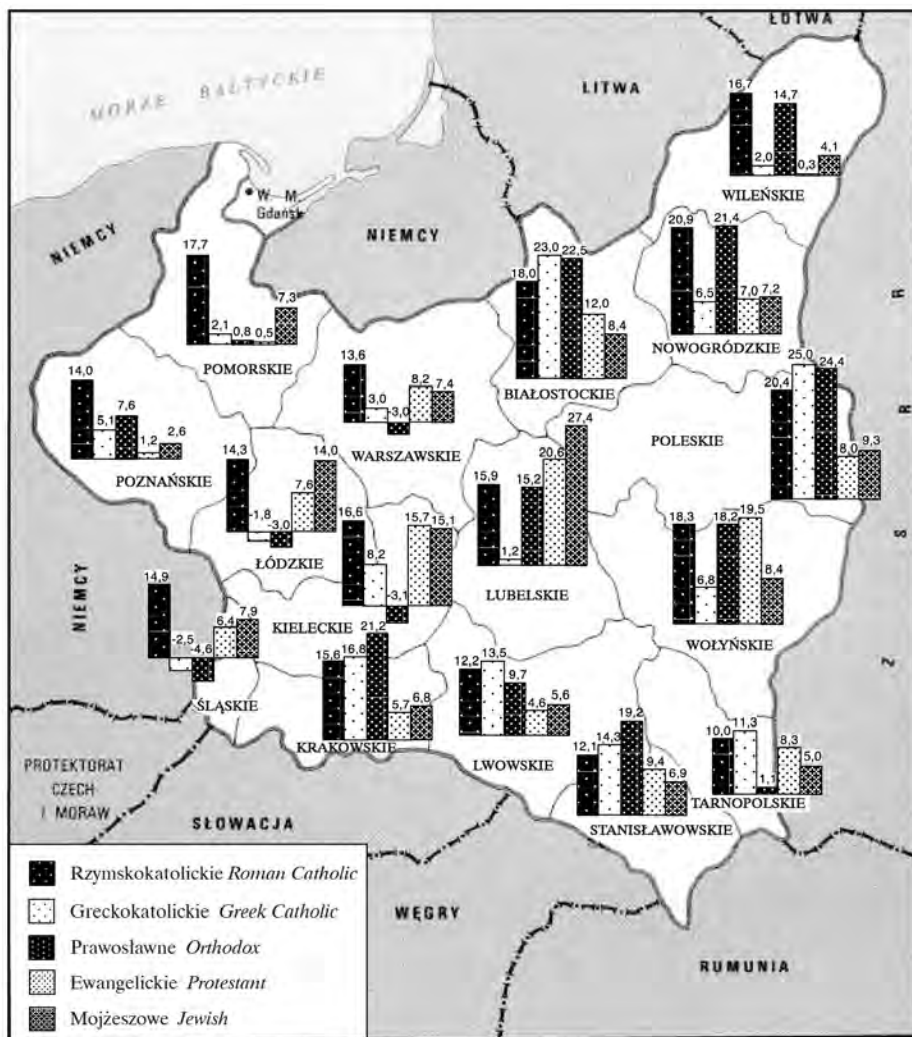 ŁOTWA
MORZE BAŁTYCKIE
LITWA
16,7 2,0 14,7 0,3 4,1
WILEŃSKIE
W M
Gdańsk
NIEMCY
NIEMCY
17,7 2,1 0,8 0,5 7,3
POMORSKIE
18,0 23,0 22,5 12,0 8,4
BIAŁOSTOCKIE
20,9 6,5 21,4 7,0 7,2
NOWOGRÓDZKIE
14,0 5,1 7,6 1,2 2,6
POZNAŃSKIE
13,6 3,0 -3,0 8,2 7,4
WARSZAWSKIE
20,4 25,0 24,4 8,0 9,3
POLESKIE
14,3 -1,8 -3,0 7,6 14,0
ŁÓDZKIE
16,6 8,2 -3,1 15,7 15,1
KIELECKIE
15,9 1,2 15,2 20,6 27,4
LUBELSKIE
18,3 6,8 18,2 19,5 8,4
WOŁYŃSKIE
NIEMCY
Z S R R
14,9 -2,5 -4,6 6,4 7,9
ŚLĄSKIE
15,6 16,8 21,2 5,7 6,8
KRAKOWSKIE
12,2 13,5 9,7 4,6 5,6
LWOWSKIE
12,1 14,3 19,2 9,4 6,9
STANISŁAWOWSKIE
10,0 11,3 1,1 8,3 5,0
TARNOPOLSKIE
PROTEKTORAT
CZECH
I MORAW
SŁOWACJA
WĘGRY
RUMUNIA
Rzymskokatolickie Roman Catholic
Greckokatolickie Greek Catholic
Prawosławne Orthodox
Ewangelickie Protestant
Mojżeszowe Jewish